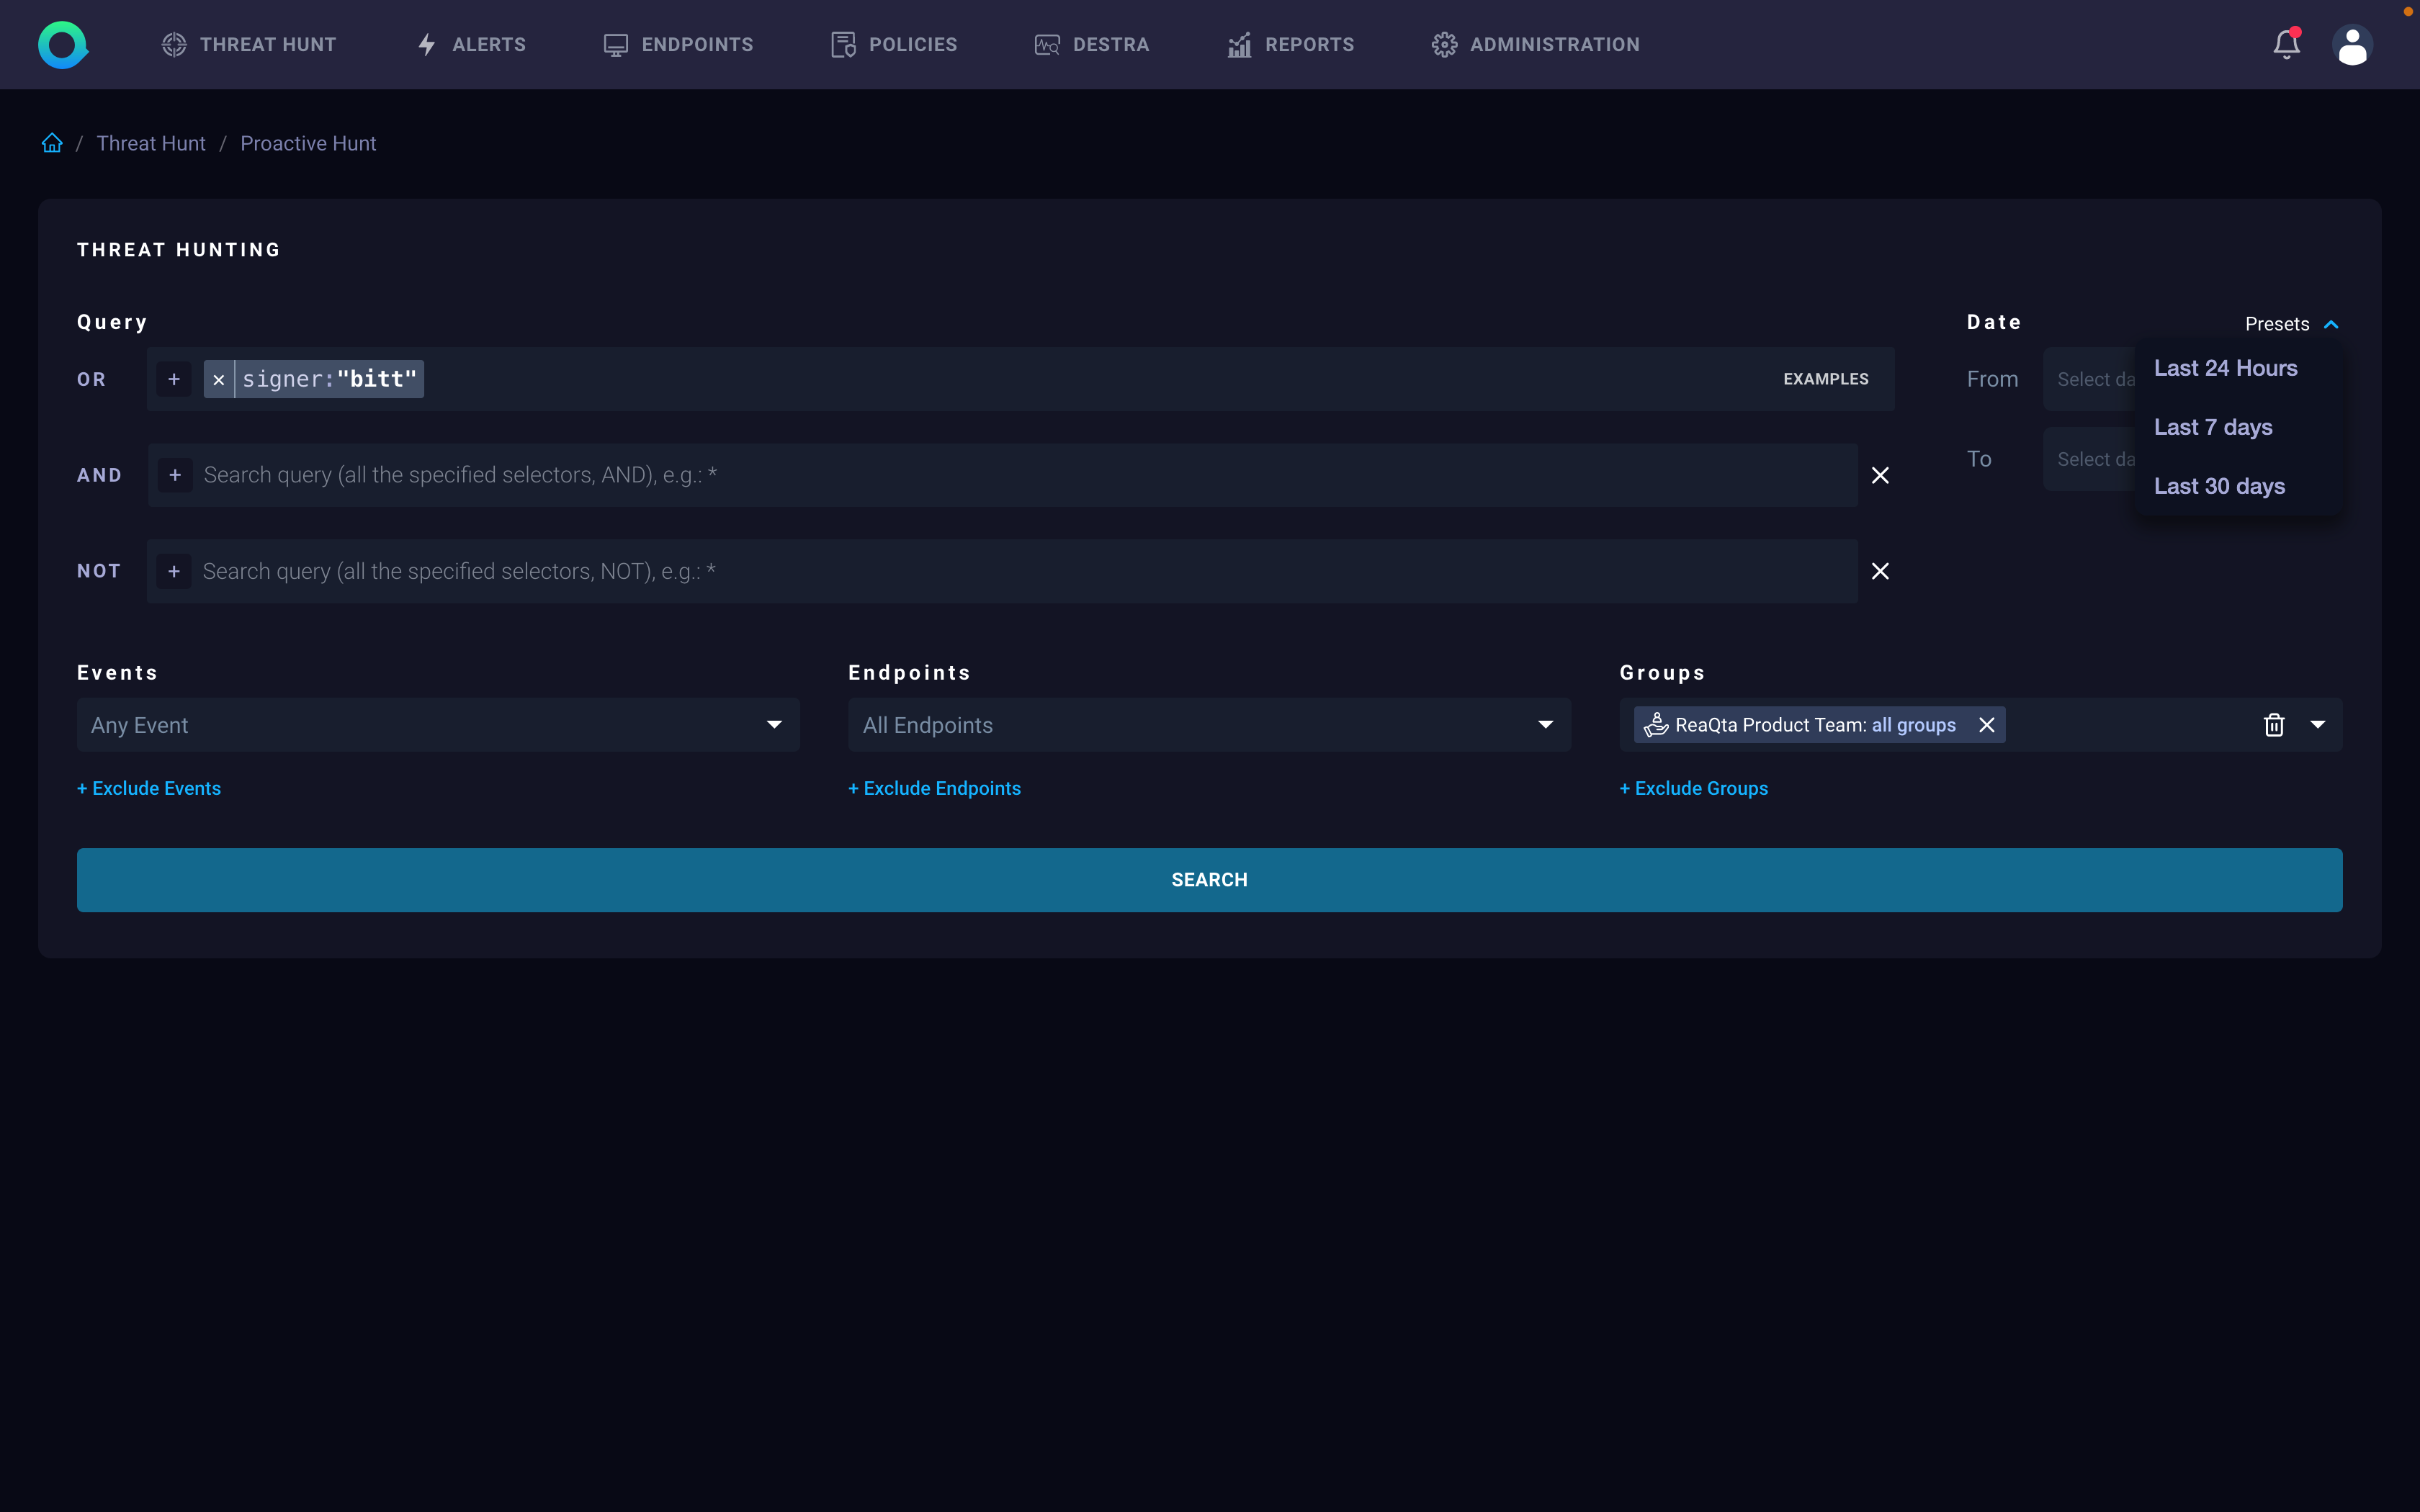 THREAT HUNT ALERTS ENDPOINTS POLICIES DESTRA REPORTS ADMINISTRATION
/ Threat Hunt / Proactive Hunt
THREAT HUNTING
Query
OR + × signer:"bitt" EXAMPLES
AND + Search query (all the specified selectors, AND), e.g.: *
NOT + Search query (all the specified selectors, NOT), e.g.: *
Date Presets
From Select da
To Select da
Last 24 Hours
Last 7 days
Last 30 days
Events
Any Event
+ Exclude Events
Endpoints
All Endpoints
+ Exclude Endpoints
Groups
ReaQta Product Team: all groups
+ Exclude Groups
SEARCH